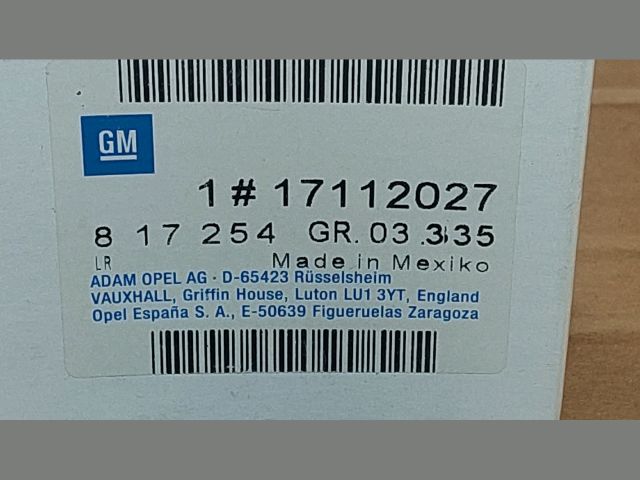 GM
1 # 17112027
8 17 254 GR. 03.335
LR Made in Mexiko
ADAM OPEL AG · D-65423 Rüsselsheim
VAUXHALL, Griffin House, Luton LU1 3YT, England
Opel España S. A., E-50639 Figueruelas Zaragoza